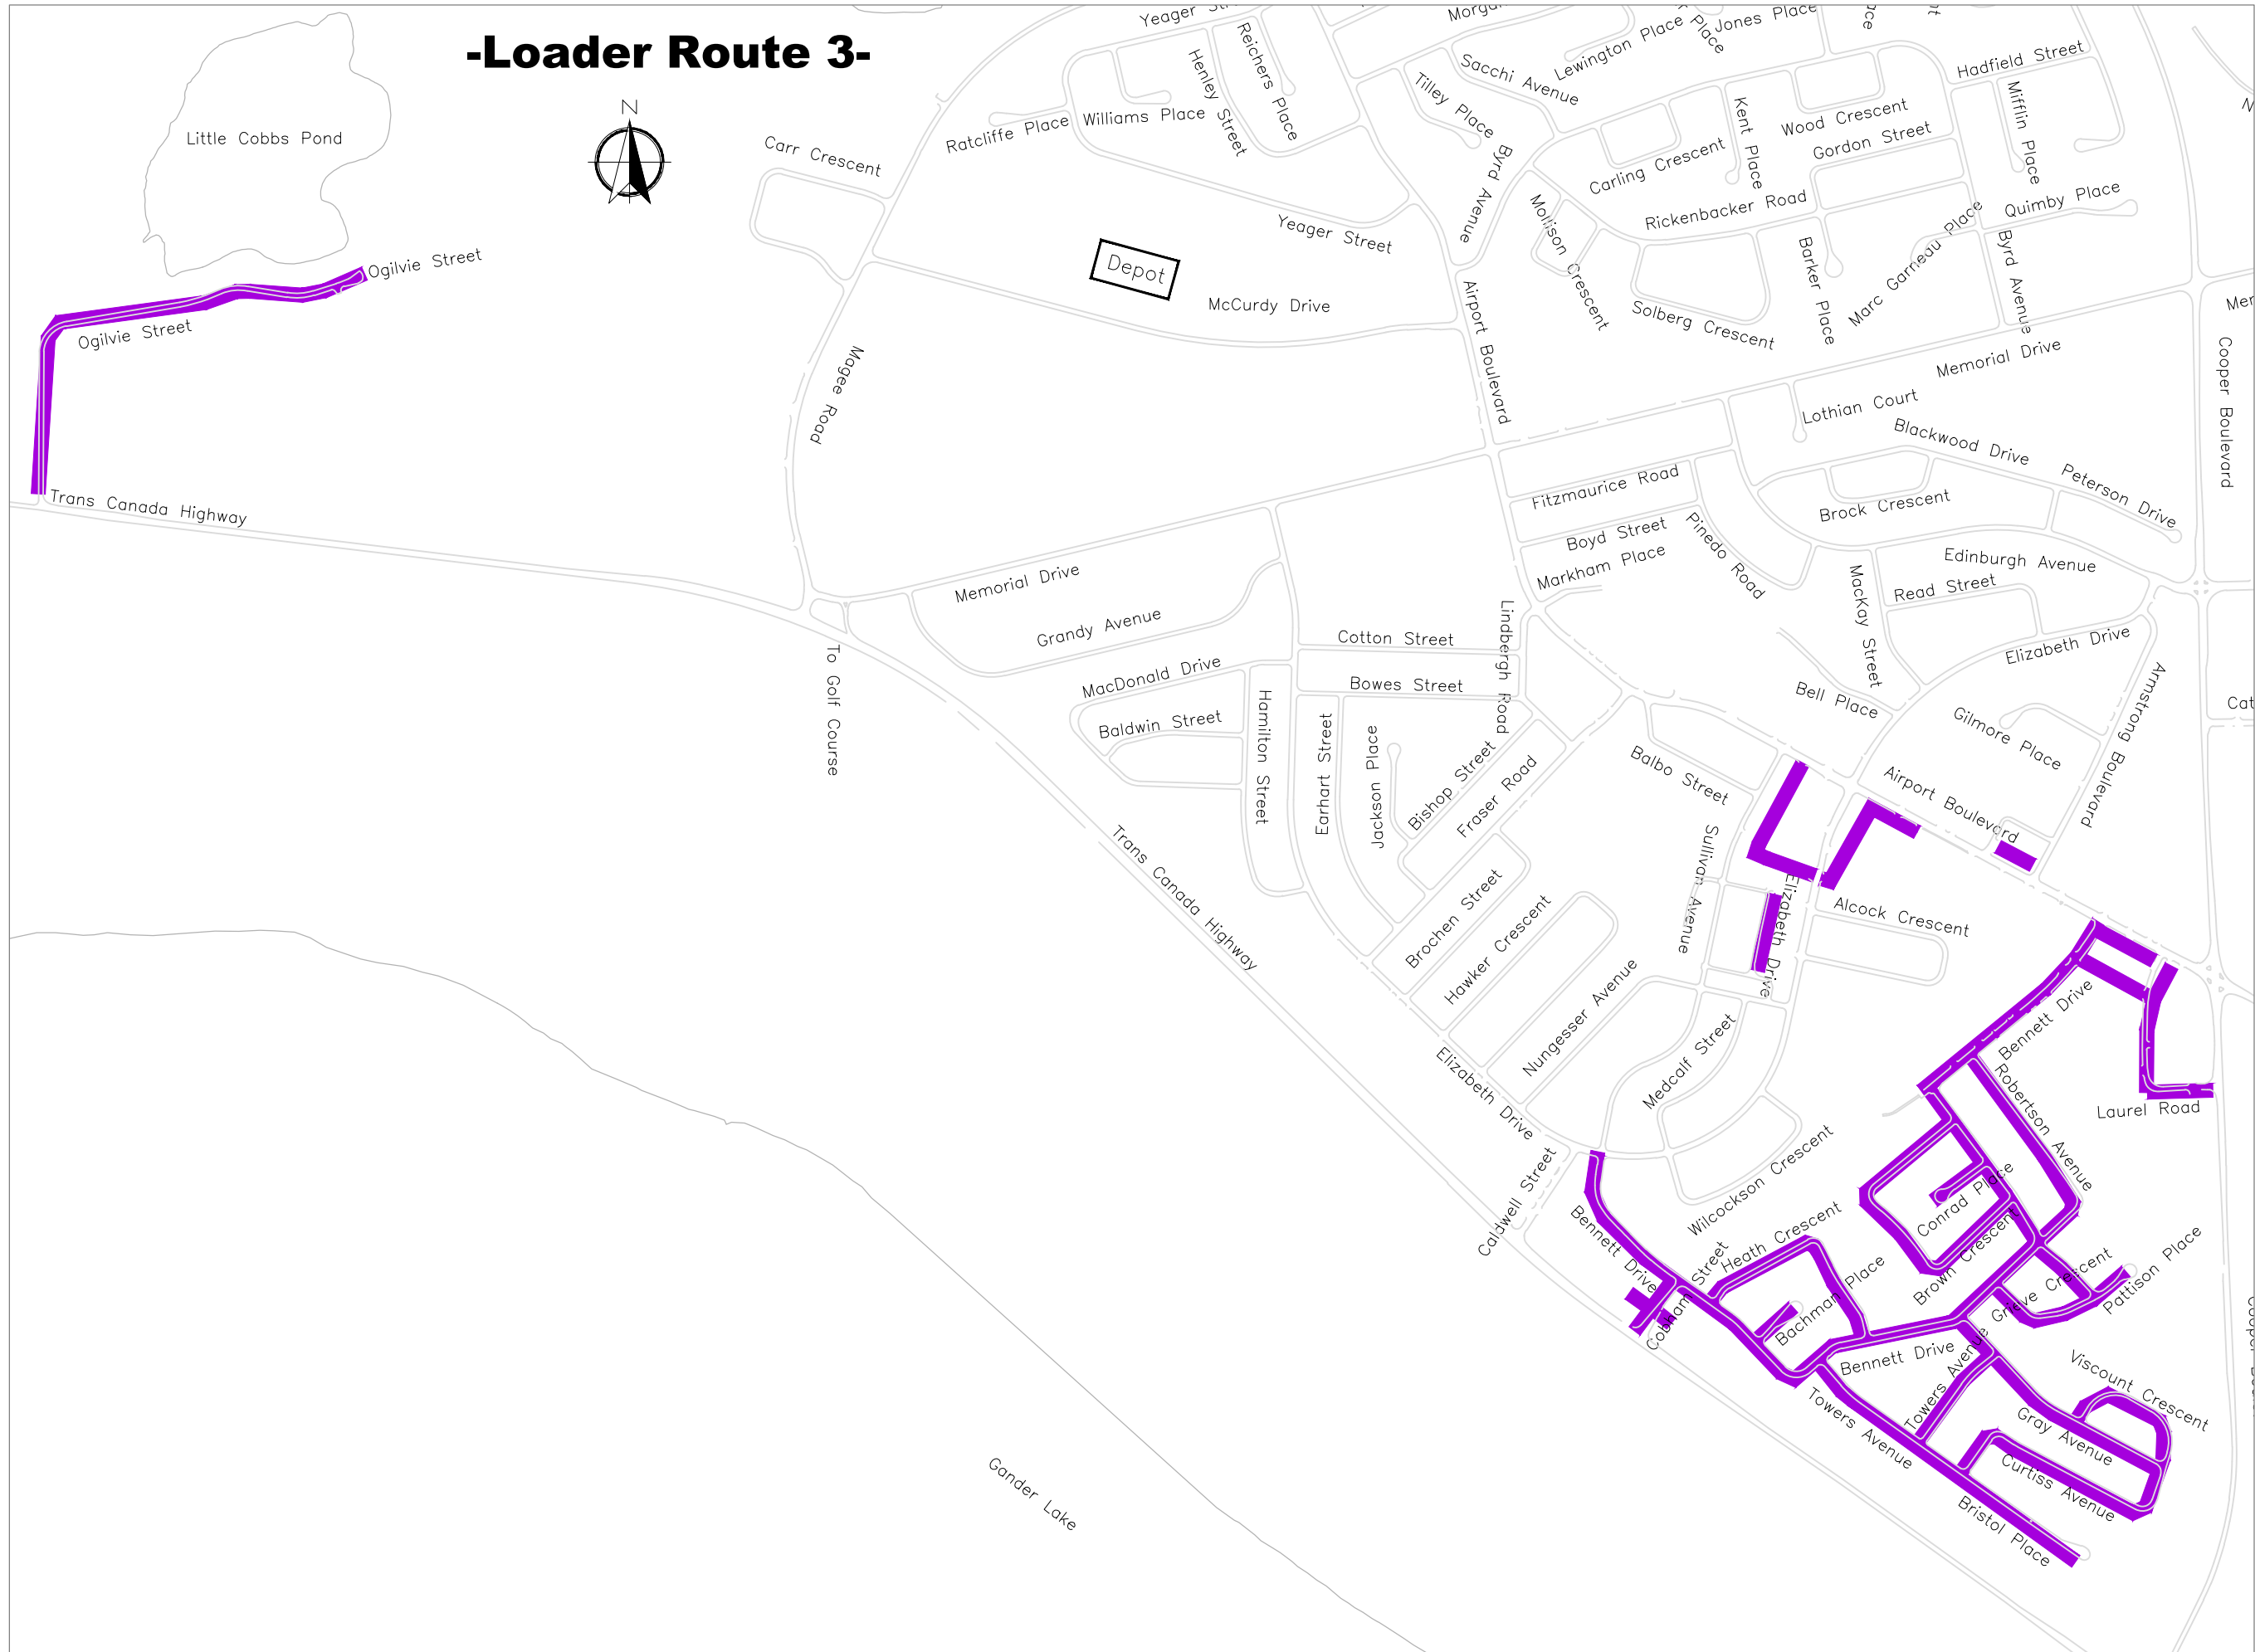 -Loader Route 3-
N
Little Cobbs Pond
Ogilvie Street
Ogilvie Street
Trans Canada Highway
Carr Crescent
Ratcliffe Place
Williams Place
Henley Street
Reichers Place
Yeager
Yeager Street
Depot
McCurdy Drive
Magee Road
Sacchi Avenue
Tilley Place
Byrd Avenue
Lewington Place
Place
Jones Place
Hadfield Street
Mifflin Place
Kent Place
Wood Crescent
Gordon Street
Carling Crescent
Rickenbacker Road
Quimby Place
Marc Garneau Place
Mollison Crescent
Barker Place
Byrd Avenue
Solberg Crescent
Airport Boulevard
Memorial Drive
Cooper Boulevard
Lothian Court
Blackwood Drive
Peterson Drive
Fitzmaurice Road
Brock Crescent
Boyd Street
Markham Place
Pinedo Road
Edinburgh Avenue
Read Street
MacKay Street
Elizabeth Drive
Memorial Drive
Grandy Avenue
Cotton Street
Lindbergh Road
MacDonald Drive
Bowes Street
Baldwin Street
Hamilton Street
Earhart Street
Jackson Place
Bishop Street
Fraser Road
To Golf Course
Bell Place
Gilmore Place
Armstrong Boulevard
Balbo Street
Airport Boulevard
Sullivan Avenue
Elizabeth Drive
Alcock Crescent
Trans Canada Highway
Brochen Street
Hawker Crescent
Nungesser Avenue
Medcalf Street
Elizabeth Drive
Bennett Drive
Robertson Avenue
Laurel Road
Caldwell Street
Wilcockson Crescent
Bennett Drive
Heath Crescent
Cobham Street
Bachman Place
Conrad Place
Brown Crescent
Grieve Crescent
Pattison Place
Bennett Drive
Towers Avenue
Towers Avenue
Viscount Crescent
Gray Avenue
Curtiss Avenue
Bristol Place
Gander Lake